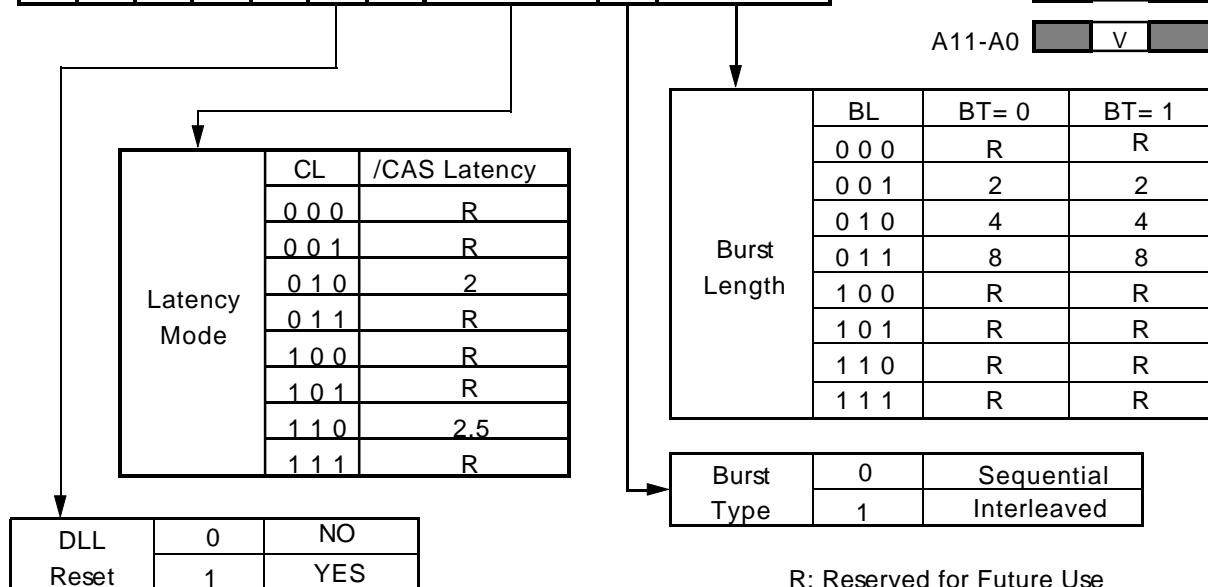 A11-A0 V
CL /CAS Latency
0 0 0 R
0 0 1 R
0 1 0 2
0 1 1 R
1 0 0 R
1 0 1 R
1 1 0 2.5
1 1 1 R
Latency
Mode
BL BT= 0 BT= 1
0 0 0 R R
0 0 1 2 2
0 1 0 4 4
0 1 1 8 8
1 0 0 R R
1 0 1 R R
1 1 0 R R
1 1 1 R R
Burst
Length
Burst 0 Sequential
Type 1 Interleaved
DLL 0 NO
Reset 1 YES
R: Reserved for Future Use